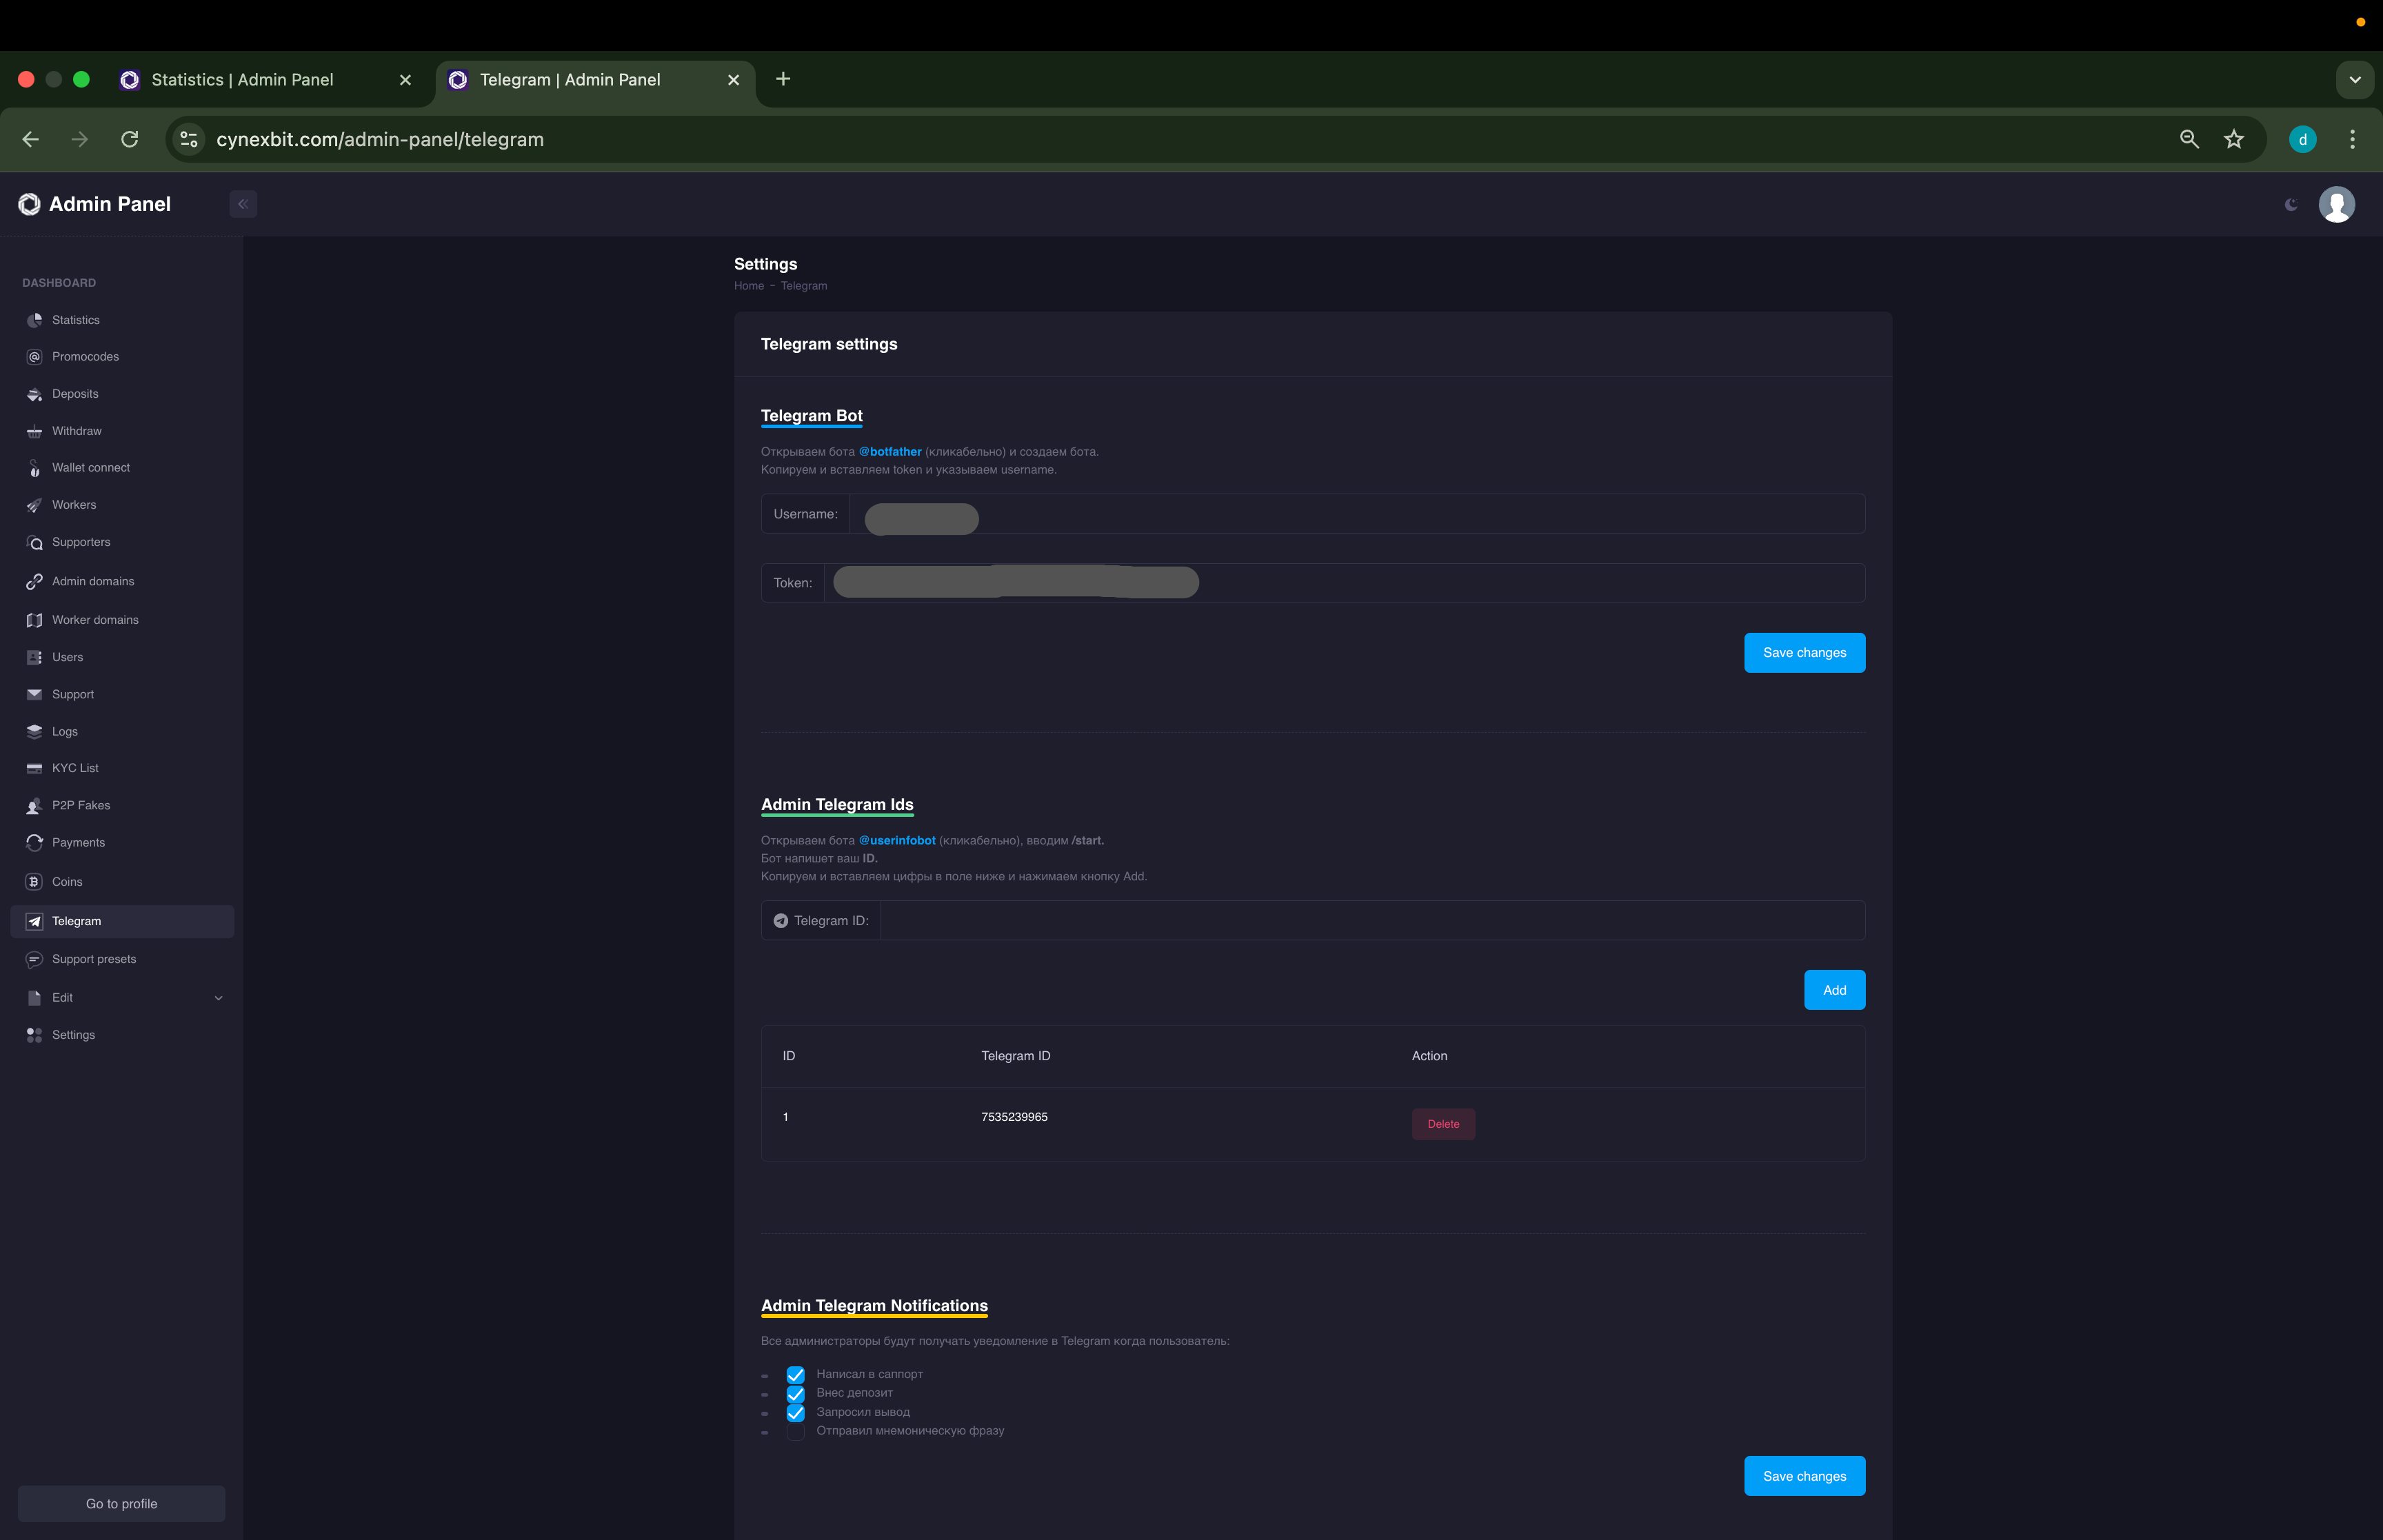 Statistics | Admin Panel
Telegram | Admin Panel
cynexbit.com/admin-panel/telegram
d
Admin Panel
DASHBOARD
Statistics
Promocodes
Deposits
Withdraw
Wallet connect
Workers
Supporters
Admin domains
Worker domains
Users
Support
Logs
KYC List
P2P Fakes
Payments
Coins
Telegram
Support presets
Edit
Settings
Go to profile
Settings
Home - Telegram
Telegram settings
Telegram Bot
Открываем бота @botfather (кликабельно) и создаем бота.
Копируем и вставляем token и указываем username.
Username:
Token:
Save changes
Admin Telegram Ids
Открываем бота @userinfobot (кликабельно), вводим /start.
Бот напишет ваш ID.
Копируем и вставляем цифры в поле ниже и нажимаем кнопку Add.
Telegram ID:
Add
ID Telegram ID Action
1 7535239965 Delete
Admin Telegram Notifications
Все администраторы будут получать уведомление в Telegram когда пользователь:
Написал в саппорт
Внес депозит
Запросил вывод
Отправил мнемоническую фразу
Save changes